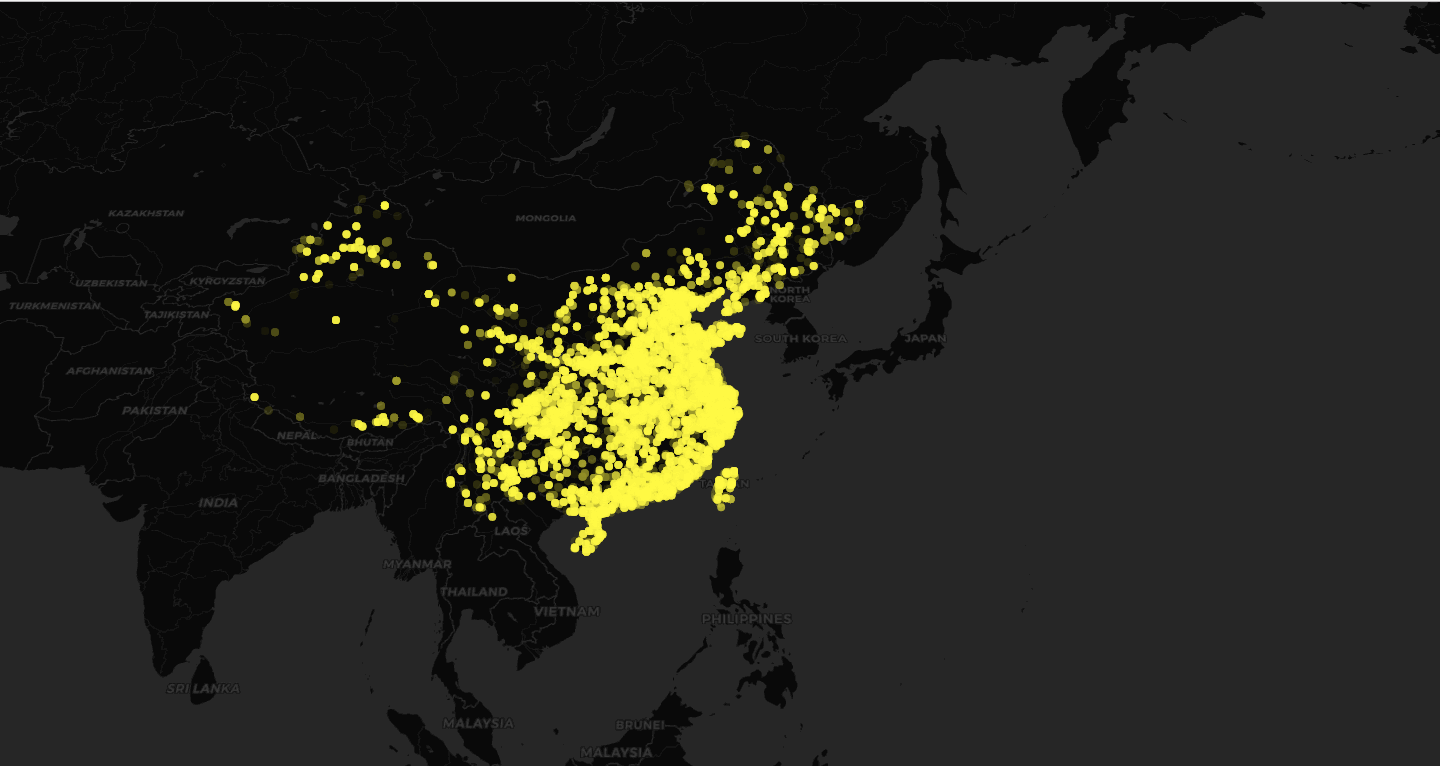 KAZAKHSTAN
MONGOLIA
UZBEKISTAN
KYRGYZSTAN
TURKMENISTAN
TAJIKISTAN
NORTH
KOREA
SOUTH KOREA
JAPAN
AFGHANISTAN
PAKISTAN
NEPAL
BHUTAN
BANGLADESH
INDIA
LAOS
MYANMAR
THAILAND
VIETNAM
PHILIPPINES
SRI LANKA
MALAYSIA
BRUNEI
MALAYSIA